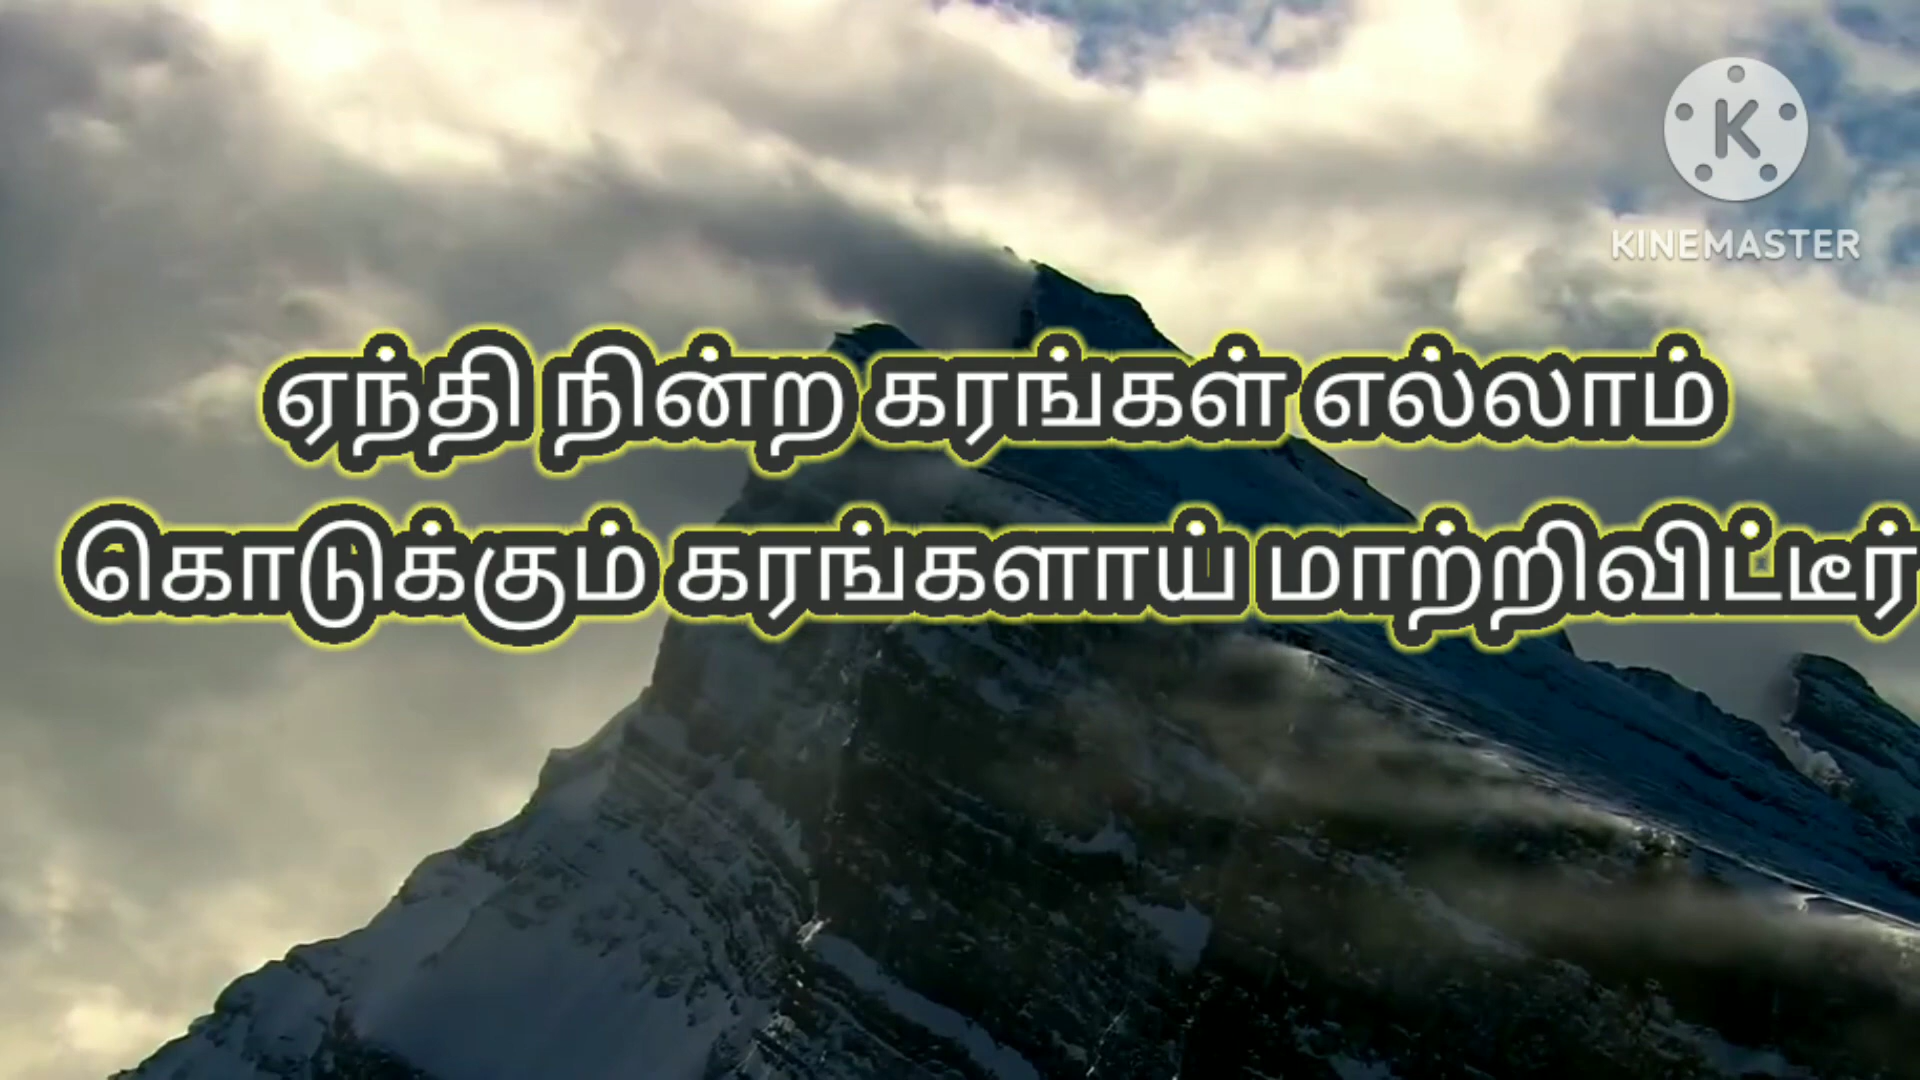 K
KINEMASTER
ஏந்தி நின்ற கரங்கள் எல்லாம்
கொடுக்கும் கரங்களாய் மாற்றிவிட்டீர்